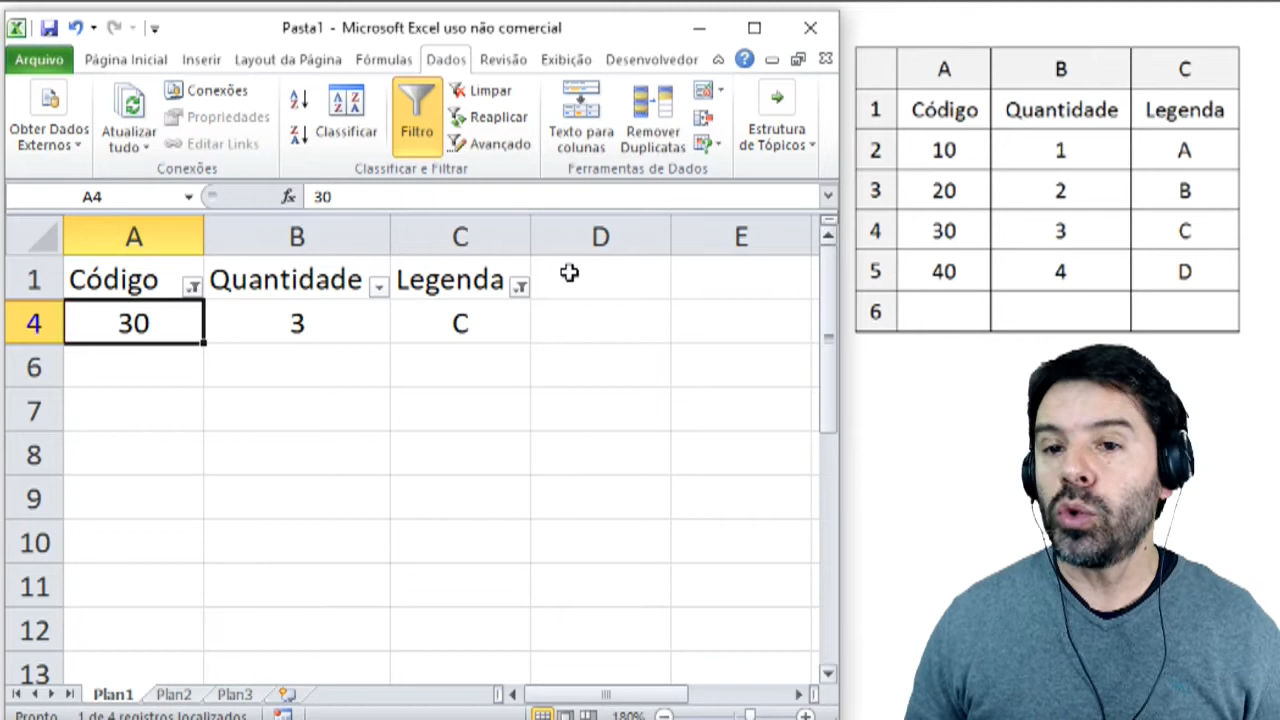 Pasta1 - Microsoft Excel uso não comercial
Arquivo Página Inicial Inserir Layout da Página Fórmulas Dados Revisão Exibição Desenvolvedor
Obter Dados Externos
Atualizar tudo
Conexões
Propriedades
Editar Links
Conexões
Classificar
Filtro
Limpar
Reaplicar
Avançado
Classificar e Filtrar
Texto para colunas
Remover Duplicatas
Ferramentas de Dados
Estrutura de Tópicos
A4 fx 30
A B C D E
1 Código Quantidade Legenda
4 30 3 C
6
7
8
9
10
11
12
13
Plan1 Plan2 Plan3
Pronto 1 de 4 registros localizados 180%
A B C
1 Código Quantidade Legenda
2 10 1 A
3 20 2 B
4 30 3 C
5 40 4 D
6